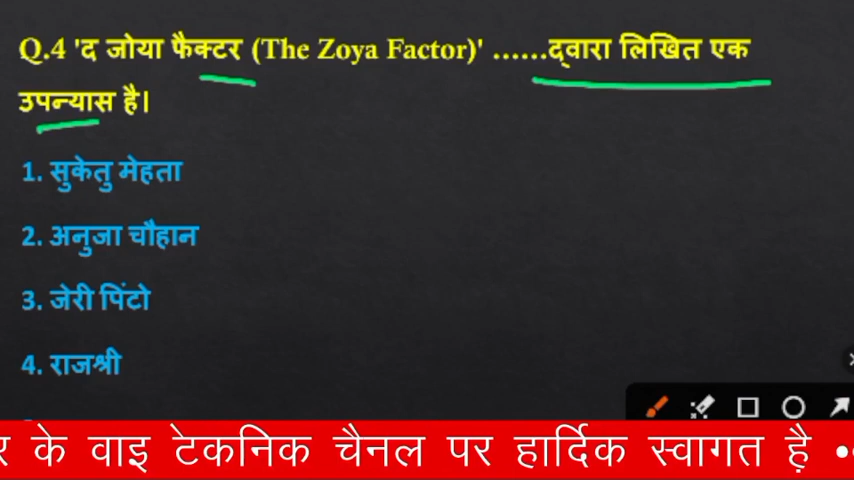 Q.4 'द जोया फैक्टर (The Zoya Factor)' ......द्वारा लिखित एक
उपन्यास है।
1. सुकेतु मेहता
2. अनुजा चौहान
3. जेरी पिंटो
4. राजश्री
र के वाइ टेकनिक चैनल पर हार्दिक स्वागत है